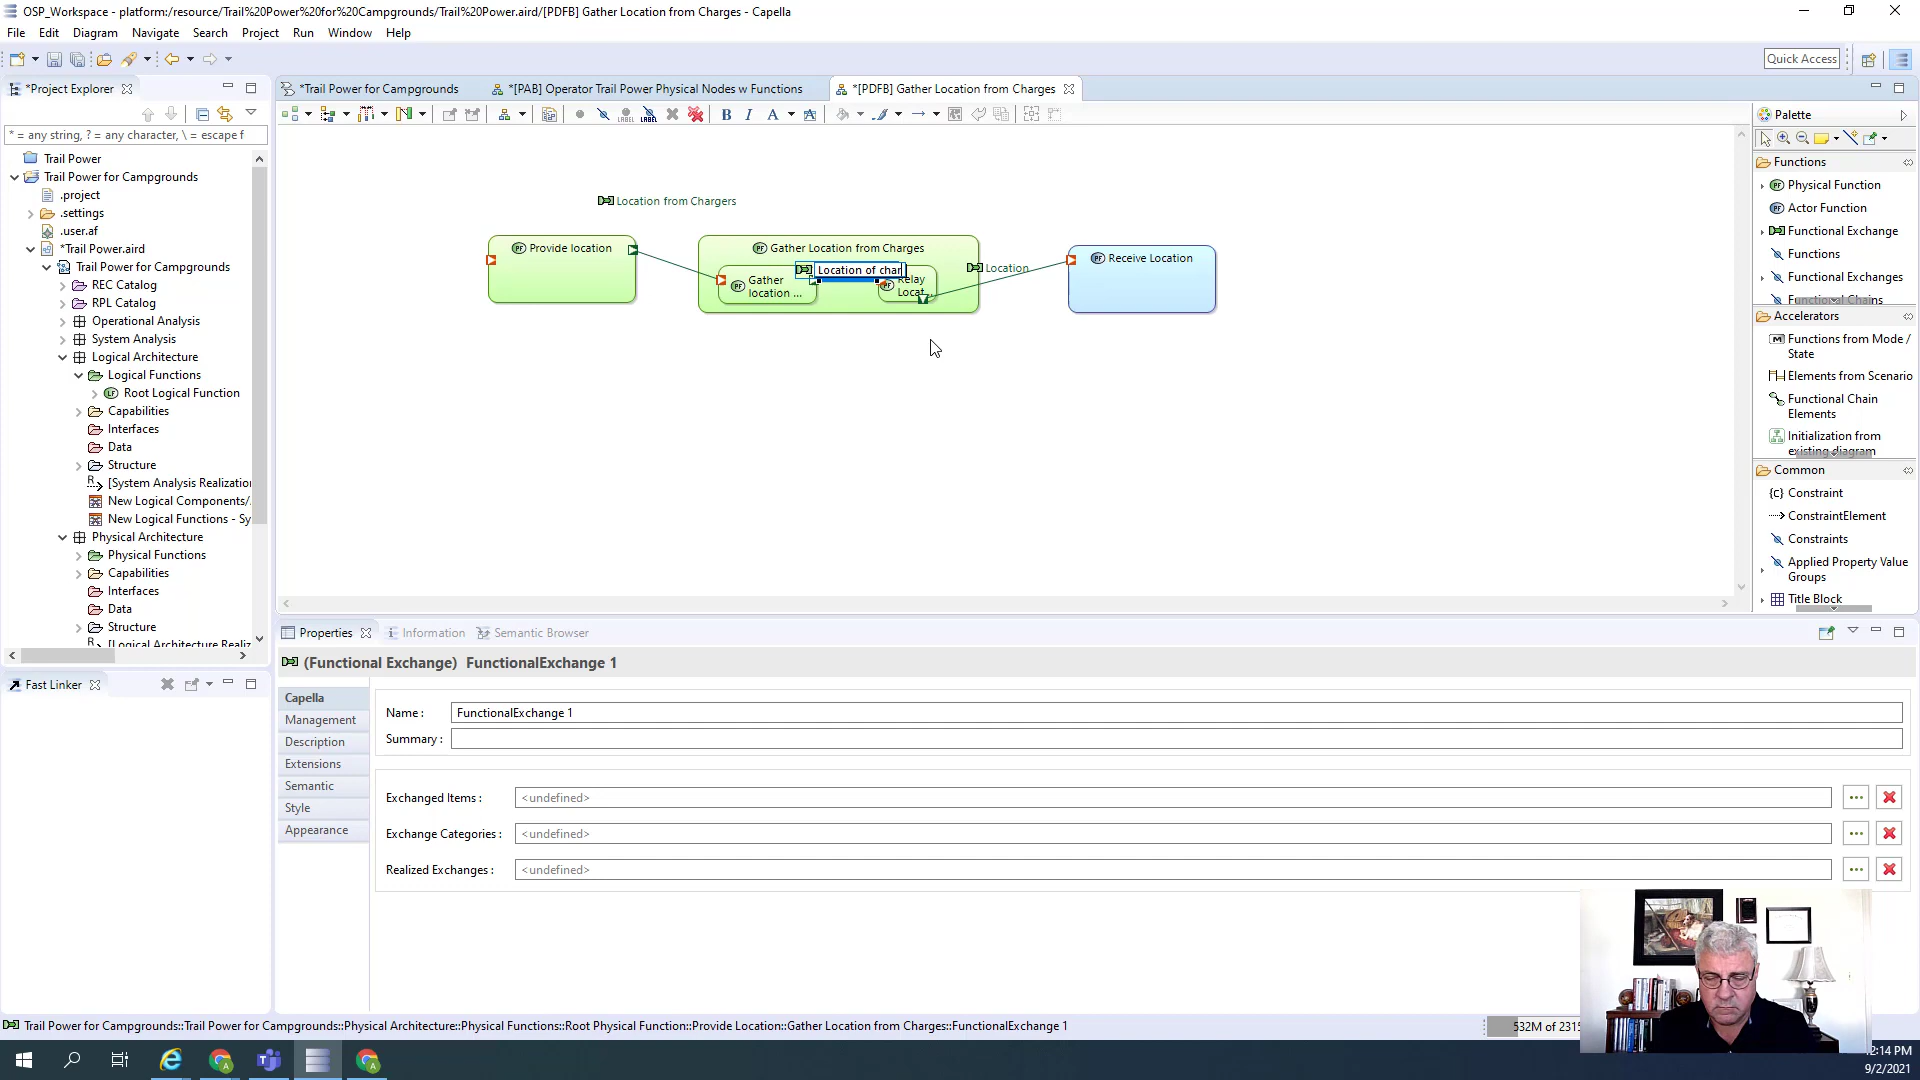 OSP_Workspace - platform:/resource/Trail%20Power%20for%20Campgrounds/Trail%20Power.aird/[PDFB] Gather Location from Charges - Capella
File Edit Diagram Navigate Search Project Run Window Help
Quick Access
*Project Explorer
*Trail Power for Campgrounds
*[PAB] Operator Trail Power Physical Nodes w Functions
*[PDFB] Gather Location from Charges
* = any string, ? = any character, \ = escape f
Trail Power
Trail Power for Campgrounds
.project
.settings
.user.af
*Trail Power.aird
Trail Power for Campgrounds
REC Catalog
RPL Catalog
Operational Analysis
System Analysis
Logical Architecture
Logical Functions
Root Logical Function
Capabilities
Interfaces
Data
Structure
[System Analysis Realization
New Logical Components/.
New Logical Functions - Sy
Physical Architecture
Physical Functions
Capabilities
Interfaces
Data
Structure
[Logical Architecture Realiz
Fast Linker
Location from Chargers
Provide location
Gather Location from Charges
Location of char
Gather
location ...
Relay
Locat...
Location
Receive Location
Palette
Functions
Physical Function
Actor Function
Functional Exchange
Functions
Functional Exchanges
Functional Chains
Accelerators
Functions from Mode /
State
Elements from Scenario
Functional Chain
Elements
Initialization from
existing diagram
Common
Constraint
ConstraintElement
Constraints
Applied Property Value
Groups
Title Block
Properties
Information
Semantic Browser
(Functional Exchange) FunctionalExchange 1
Capella
Management
Description
Extensions
Semantic
Style
Appearance
Name : FunctionalExchange 1
Summary :
Exchanged Items : <undefined>
Exchange Categories : <undefined>
Realized Exchanges : <undefined>
Trail Power for Campgrounds::Trail Power for Campgrounds::Physical Architecture::Physical Functions::Root Physical Function::Provide Location::Gather Location from Charges::FunctionalExchange 1
532M of 2315
12:14 PM
9/2/2021